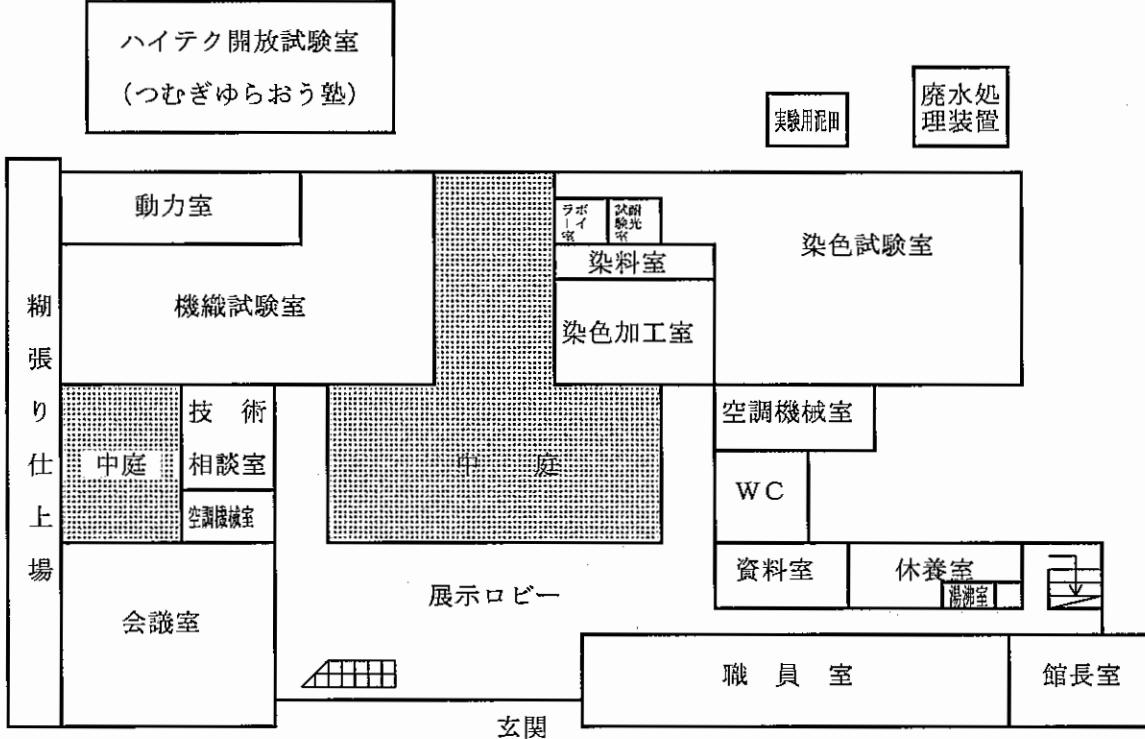 ハイテク開放試験室
(つむぎゆらおう塾)
実験用泥田
廃水処
理装置
動力室
ボイ
ラー室
耐光
試験室
染料室
染色試験室
機織試験室
染色加工室
糊張り仕上場
中庭
技術
相談室
空調機械室
中庭
空調機械室
WC
資料室
休養室
湯沸室
展示ロビー
会議室
職員室
館長室
玄関